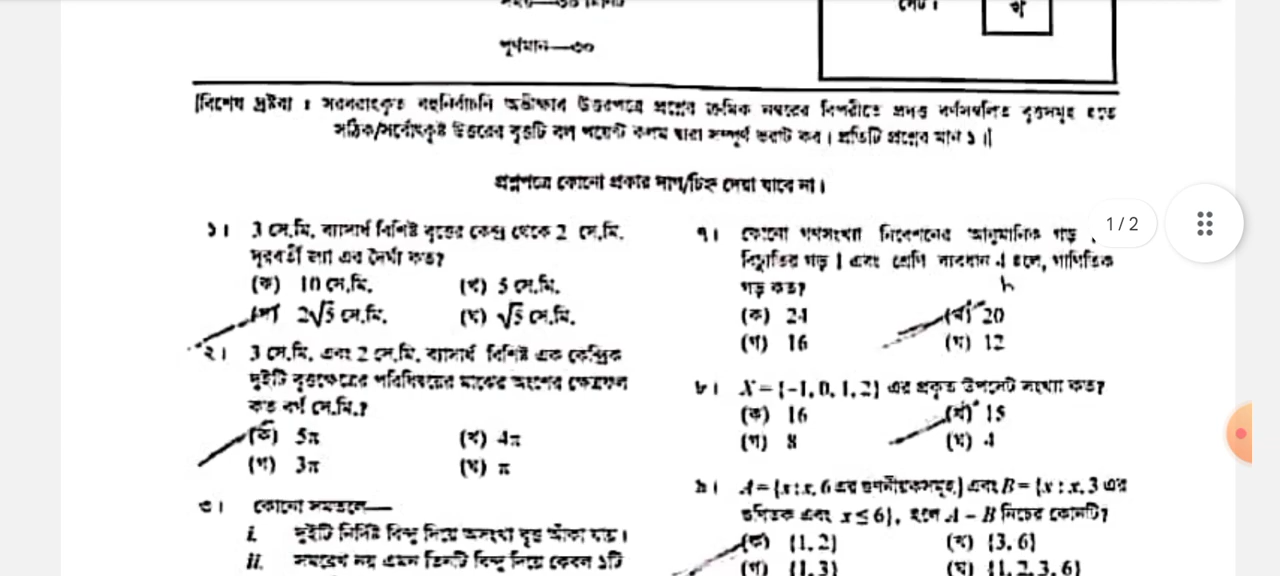 পূর্ণমান—৩০
সেট :
খ
[বিশেষ দ্রষ্টব্য : সরবরাহকৃত বহুনির্বাচনি অভীক্ষার উত্তরপত্রে প্রশ্নের ক্রমিক নম্বরের বিপরীতে প্রদত্ত বর্ণসম্বলিত বৃত্তসমূহ হতে
সঠিক/সর্বোৎকৃষ্ট উত্তরের বৃত্তটি বল পয়েন্ট কলম দ্বারা সম্পূর্ণ ভরাট কর। প্রতিটি প্রশ্নের মান ১।]
প্রশ্নপত্রে কোনো প্রকার দাগ/চিহ্ন দেয়া যাবে না।
১। 3 সে.মি. ব্যাসার্ধ বিশিষ্ট বৃত্তের কেন্দ্র থেকে 2 সে.মি.
দূরবর্তী জ্যা এর দৈর্ঘ্য কত?
(ক) 10 সে.মি. (খ) 5 সে.মি.
(গ) 2√5 সে.মি. (ঘ) √5 সে.মি.
২। 3 সে.মি. এবং 2 সে.মি. ব্যাসার্ধ বিশিষ্ট এক কেন্দ্রিক
দুইটি বৃত্তক্ষেত্রের পরিধিদ্বয়ের মাঝের অংশের ক্ষেত্রফল
কত বর্গ সে.মি.?
(ক) 5π (খ) 4π
(গ) 3π (ঘ) π
৩। কোনো সমতলে—
i. দুইটি নির্দিষ্ট বিন্দু দিয়ে অসংখ্য বৃত্ত আঁকা যায়।
ii. সমরেখ নয় এমন তিনটি বিন্দু দিয়ে কেবল ১টি
৭। কোনো গণসংখ্যা নিবেশনের আনুমানিক গড়
বিচ্যুতির গড় 1 এবং শ্রেণি ব্যবধান 4 হলে, গাণিতিক
গড় কত?
(ক) 24 (খ) 20
(গ) 16 (ঘ) 12
৮। X = {-1, 0, 1, 2} এর প্রকৃত উপসেট সংখ্যা কত?
(ক) 16 (খ) 15
(গ) 8 (ঘ) 4
৯। A = {x : x, 6 এর গুণনীয়কসমূহ} এবং B = {x : x, 3 এর
গুণিতক এবং x ≤ 6}, হলে A – B নিচের কোনটি?
(ক) {1, 2} (খ) {3, 6}
(গ) {1, 3} (ঘ) {1, 2, 3, 6}
1 / 2